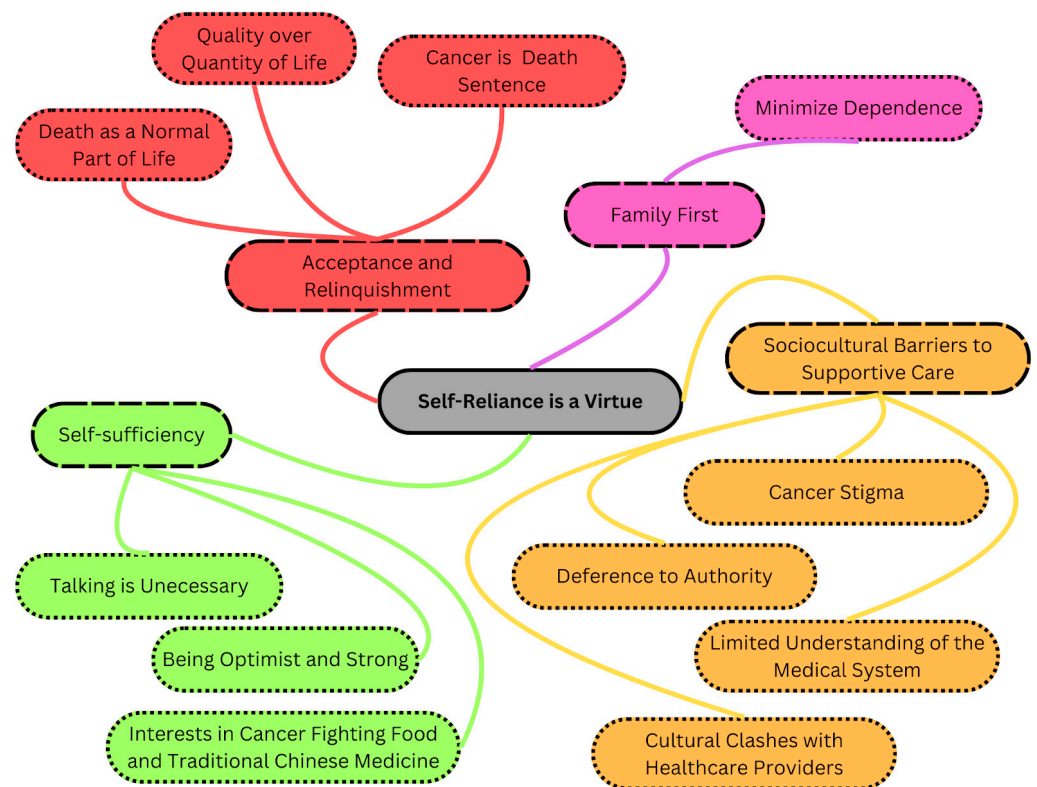 Quality over
Quantity of Life
Cancer is Death
Sentence
Death as a Normal
Part of Life
Minimize Dependence
Family First
Acceptance and
Relinquishment
Sociocultural Barriers to
Supportive Care
Self-Reliance is a Virtue
Self-sufficiency
Cancer Stigma
Deference to Authority
Talking is Unecessary
Limited Understanding of the
Medical System
Being Optimist and Strong
Interests in Cancer Fighting Food
and Traditional Chinese Medicine
Cultural Clashes with
Healthcare Providers